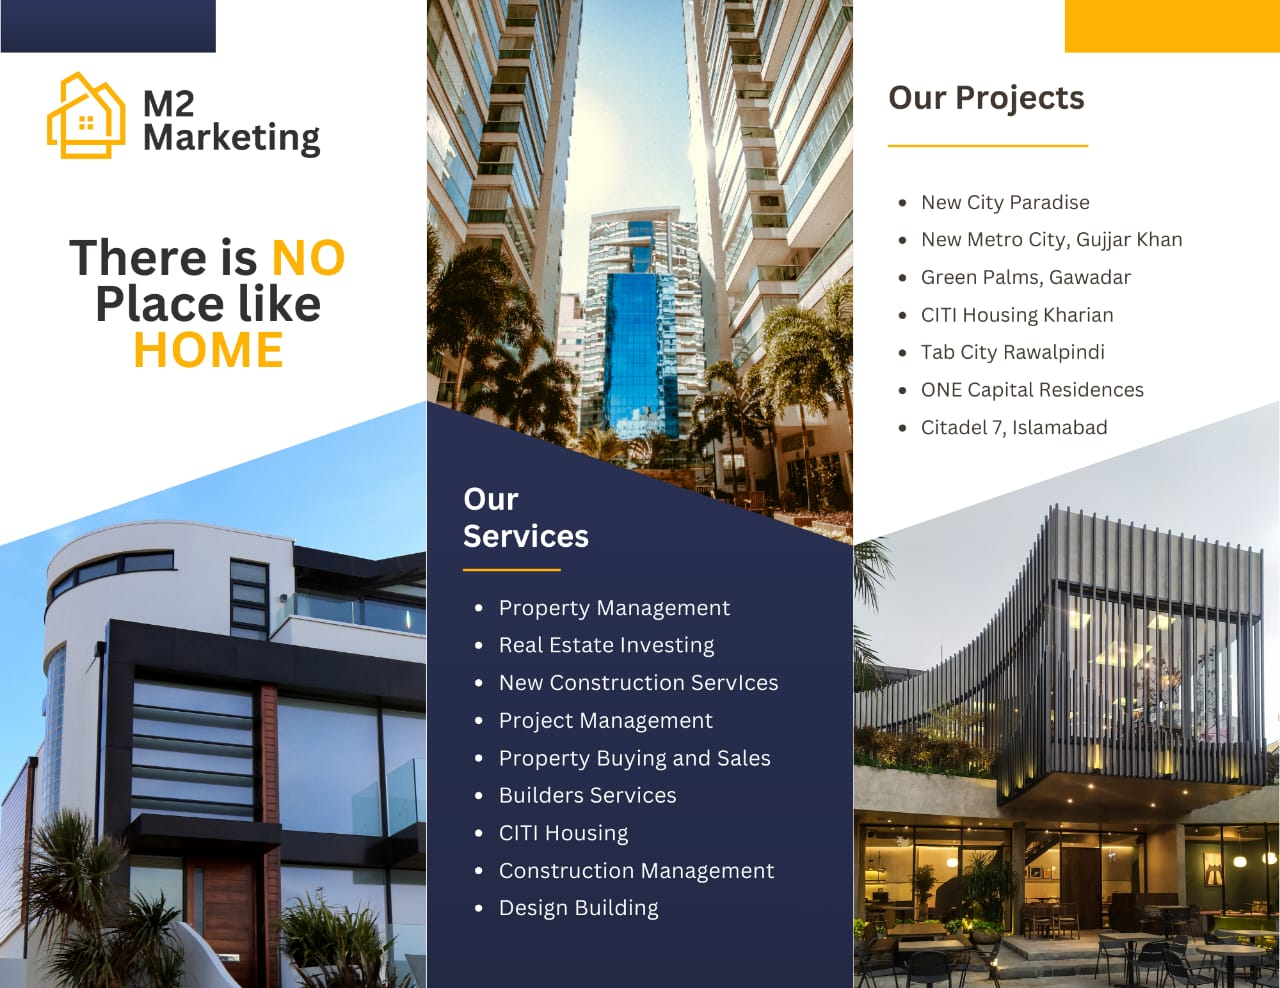 M2
Marketing
There is NO
Place like
HOME
Our
Services
Property Management
Real Estate Investing
New Construction ServIces
Project Management
Property Buying and Sales
Builders Services
CITI Housing
Construction Management
Design Building
Our Projects
New City Paradise
New Metro City, Gujjar Khan
Green Palms, Gawadar
CITI Housing Kharian
Tab City Rawalpindi
ONE Capital Residences
Citadel 7, Islamabad